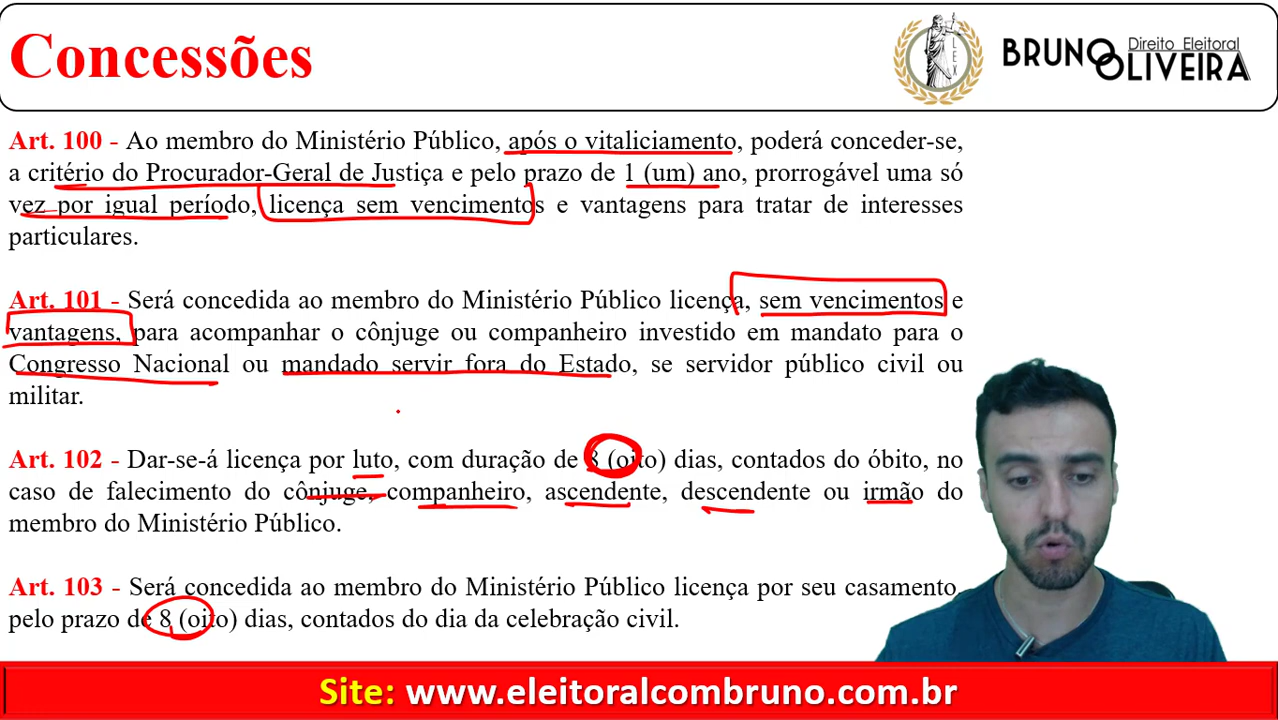 Concessões
LEX
BRUNO OLIVEIRA
Direito Eleitoral
Art. 100 - Ao membro do Ministério Público, após o vitaliciamento, poderá conceder-se,
a critério do Procurador-Geral de Justiça e pelo prazo de 1 (um) ano, prorrogável uma só
vez por igual período, licença sem vencimentos e vantagens para tratar de interesses
particulares.
Art. 101 - Será concedida ao membro do Ministério Público licença, sem vencimentos e
vantagens, para acompanhar o cônjuge ou companheiro investido em mandato para o
Congresso Nacional ou mandado servir fora do Estado, se servidor público civil ou
militar.
Art. 102 - Dar-se-á licença por luto, com duração de 8 (oito) dias, contados do óbito, no
caso de falecimento do cônjuge, companheiro, ascendente, descendente ou irmão do
membro do Ministério Público.
Art. 103 - Será concedida ao membro do Ministério Público licença por seu casamento,
pelo prazo de 8 (oito) dias, contados do dia da celebração civil.
Site: www.eleitoralcombruno.com.br